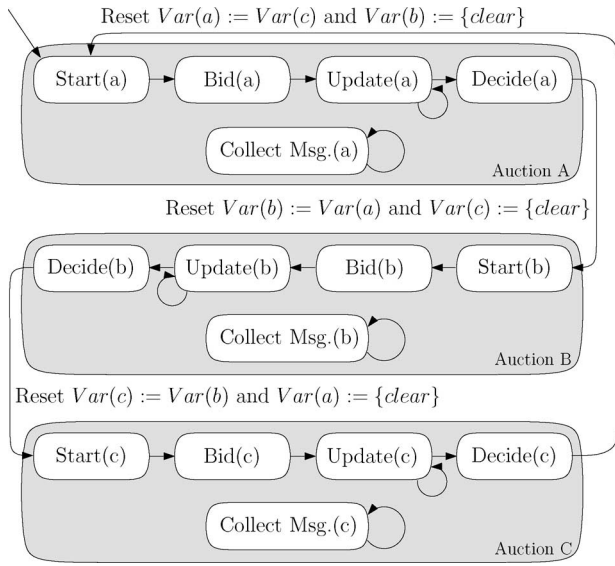 Reset Var(a) := Var(c) and Var(b) := {clear}
Start(a) Bid(a) Update(a) Decide(a)
Collect Msg.(a)
Auction A
Reset Var(b) := Var(a) and Var(c) := {clear}
Decide(b) Update(b) Bid(b) Start(b)
Collect Msg.(b)
Auction B
Reset Var(c) := Var(b) and Var(a) := {clear}
Start(c) Bid(c) Update(c) Decide(c)
Collect Msg.(c)
Auction C